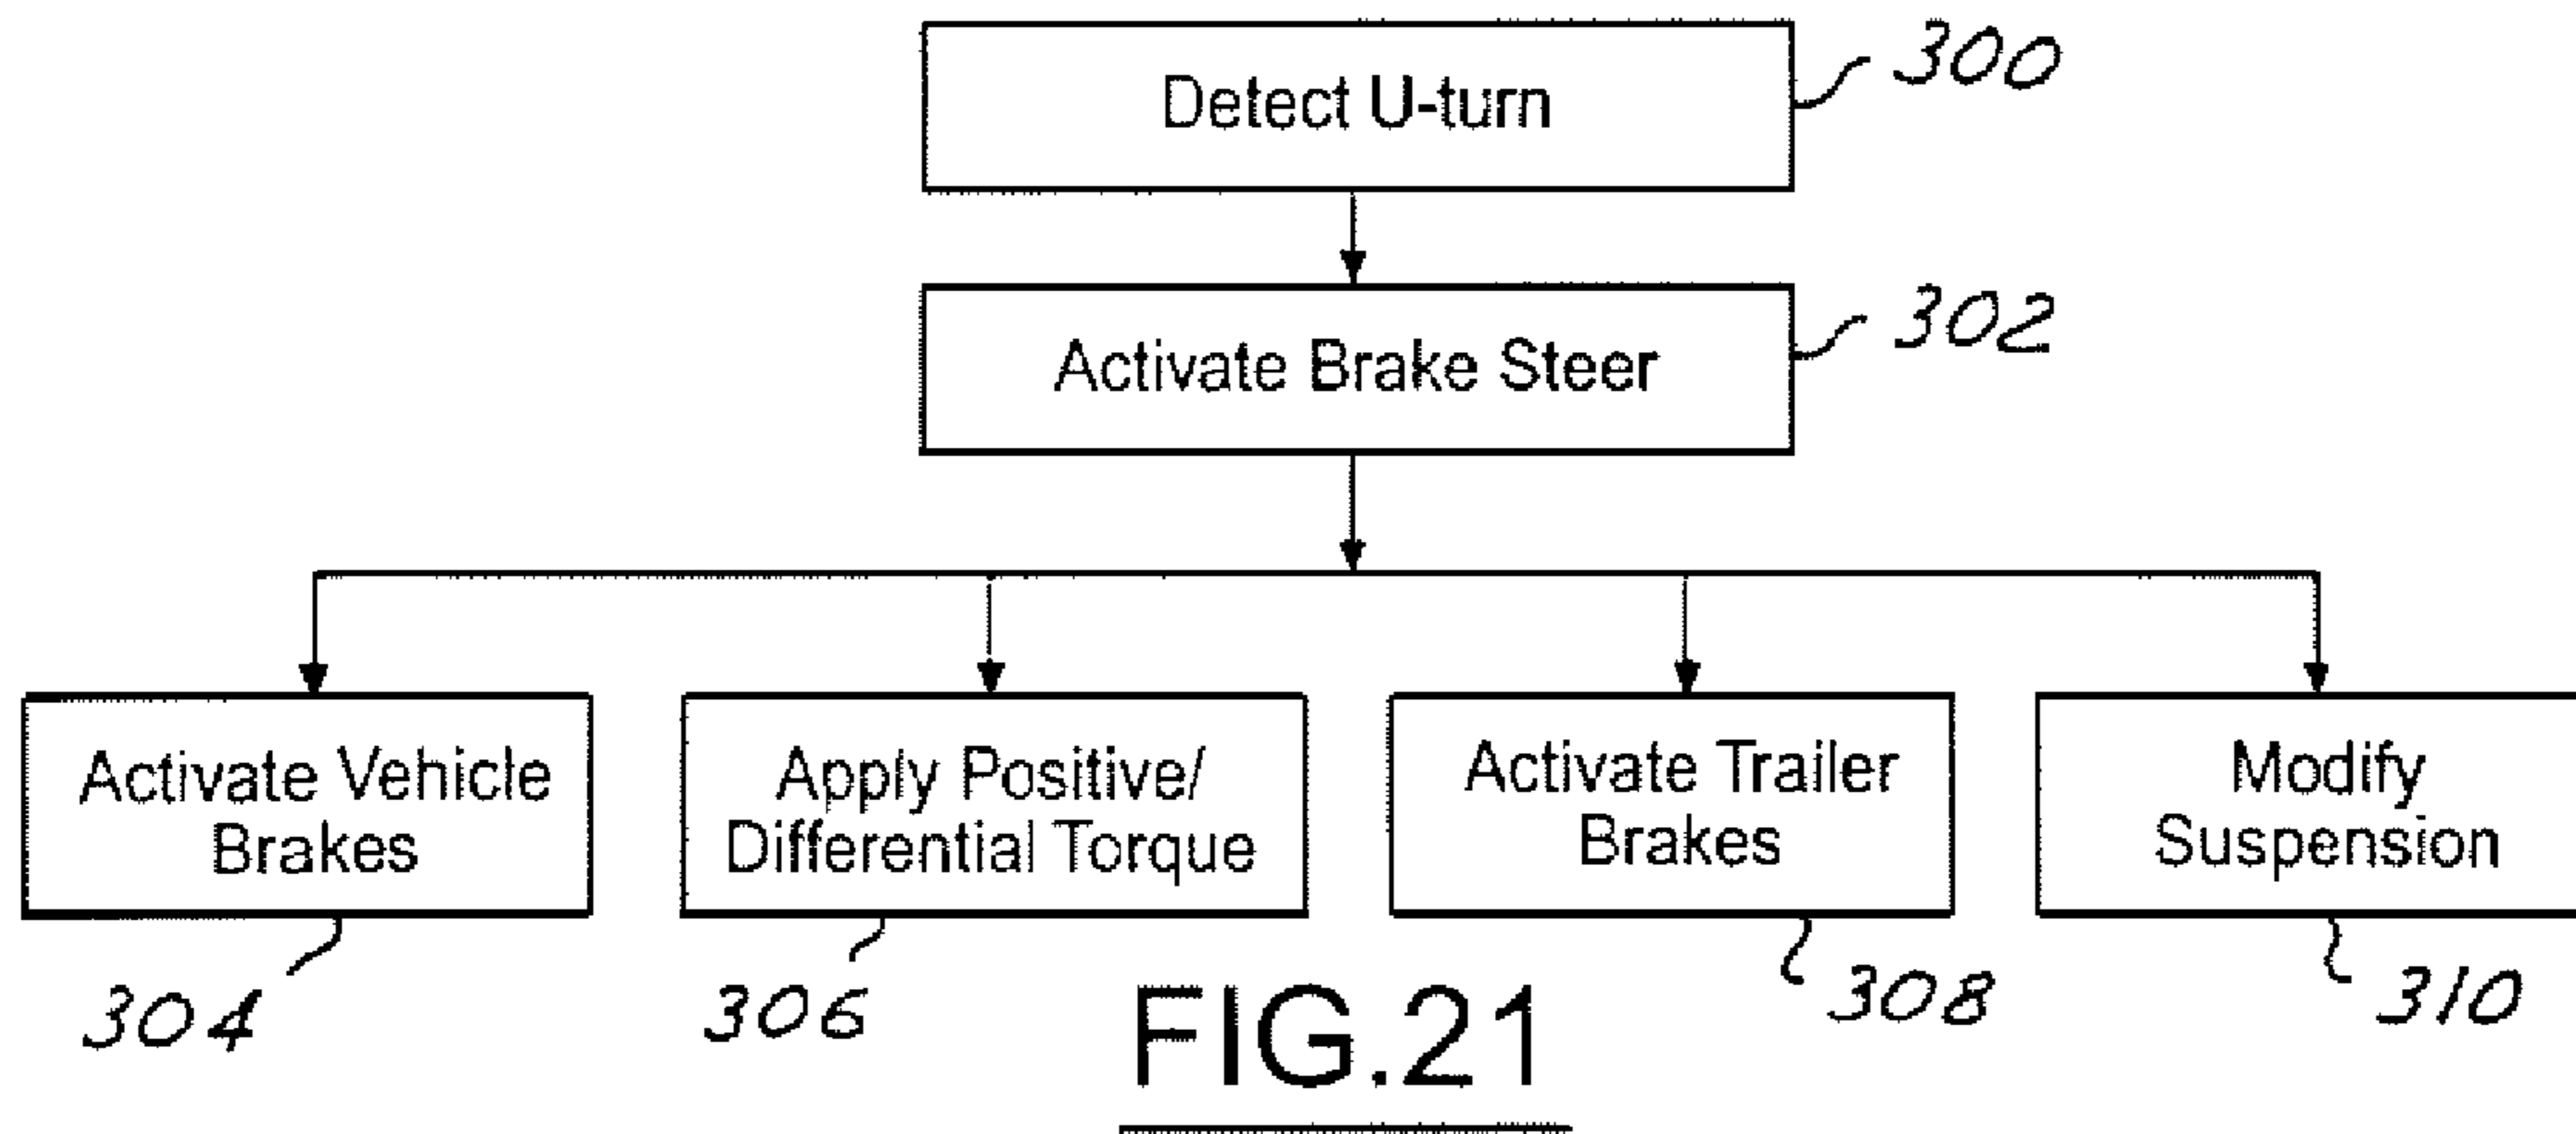 Detect U-turn
300
Activate Brake Steer
302
Activate Vehicle
Brakes
304
Apply Positive/
Differential Torque
306
Activate Trailer
Brakes
308
Modify
Suspension
310
FIG.21